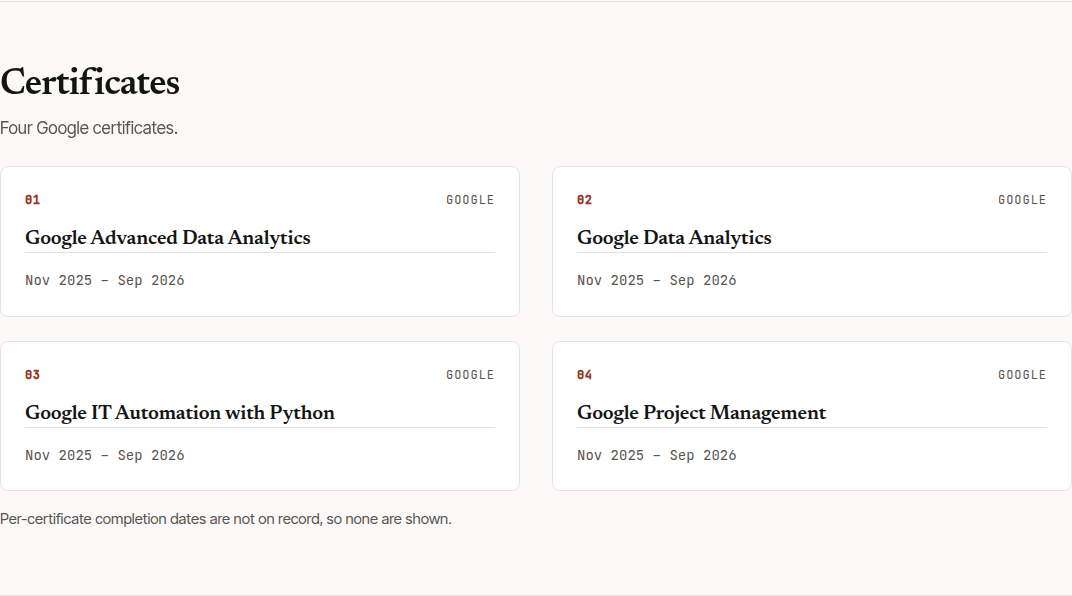 Certificates
Four Google certificates.
01 GOOGLE
Google Advanced Data Analytics
Nov 2025 – Sep 2026
02 GOOGLE
Google Data Analytics
Nov 2025 – Sep 2026
03 GOOGLE
Google IT Automation with Python
Nov 2025 – Sep 2026
04 GOOGLE
Google Project Management
Nov 2025 – Sep 2026
Per-certificate completion dates are not on record, so none are shown.